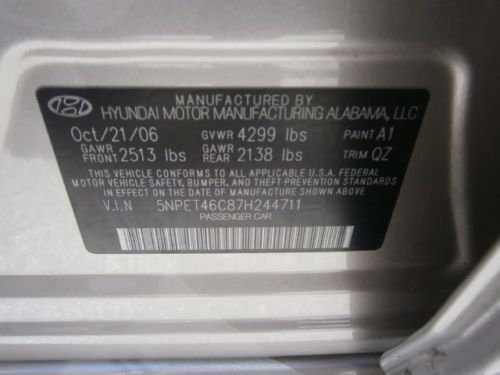 MANUFACTURED BY
HYUNDAI MOTOR MANUFACTURING ALABAMA, LLC
Oct/21/06 GVWR 4299 lbs PAINT A1
GAWR FRONT 2513 lbs GAWR REAR 2138 lbs TRIM QZ
THIS VEHICLE CONFORMS TO ALL APPLICABLE U.S.A. FEDERAL
MOTOR VEHICLE SAFETY, BUMPER, AND THEFT PREVENTION STANDARDS
IN EFFECT ON THE DATE OF MANUFACTURE SHOWN ABOVE
V.I.N 5NPET46C87H244711
PASSENGER CAR